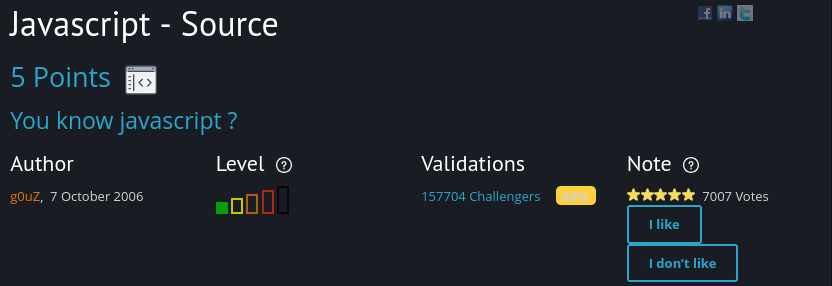 Javascript - Source
5 Points
You know javascript ?
Author
Level
Validations
Note
g0uZ, 7 October 2006
157704 Challengers
44%
7007 Votes
I like
I don't like